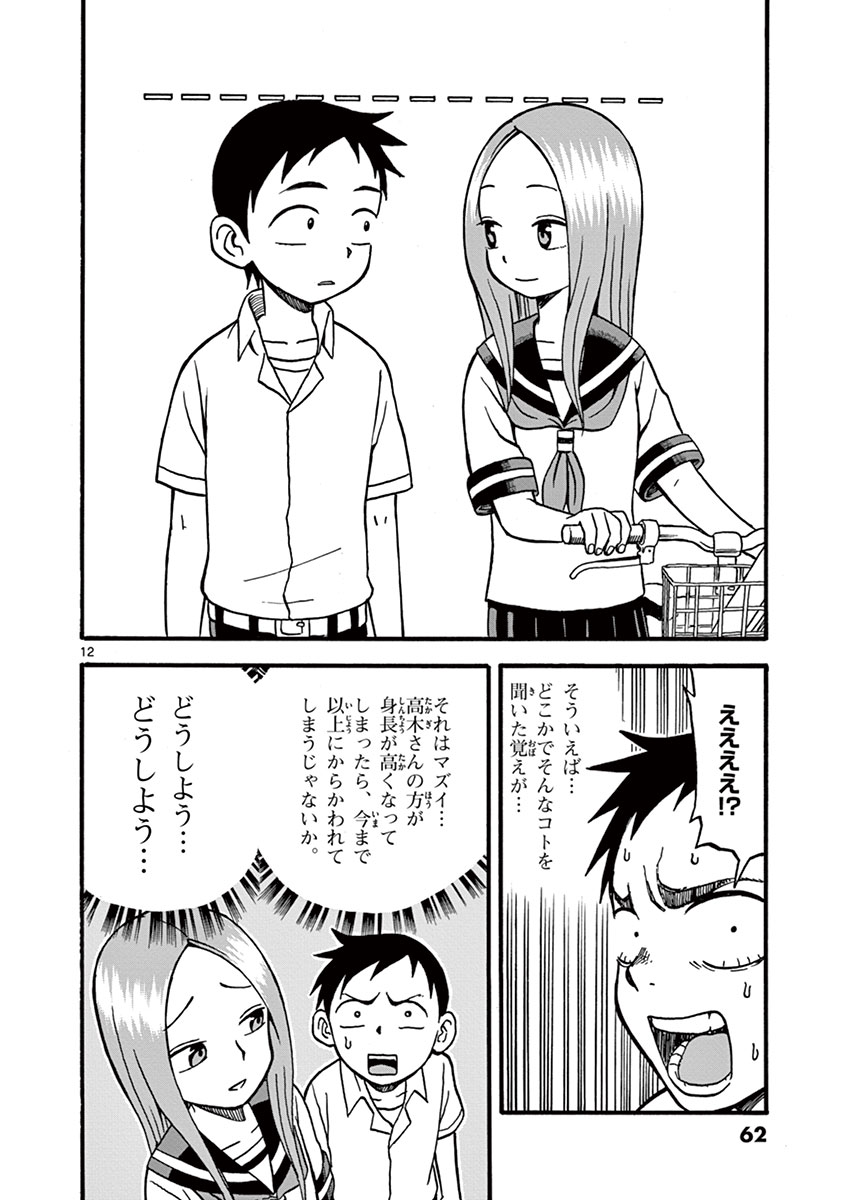 12
ええええ!?
そういえば…
どこかでそんなコトを
聞いた覚えが…
それはマズイ…
高木さんの方が
身長が高くなって
しまったら、今まで
以上にからかわれて
しまうじゃないか。
どうしよう…
どうしよう…
62